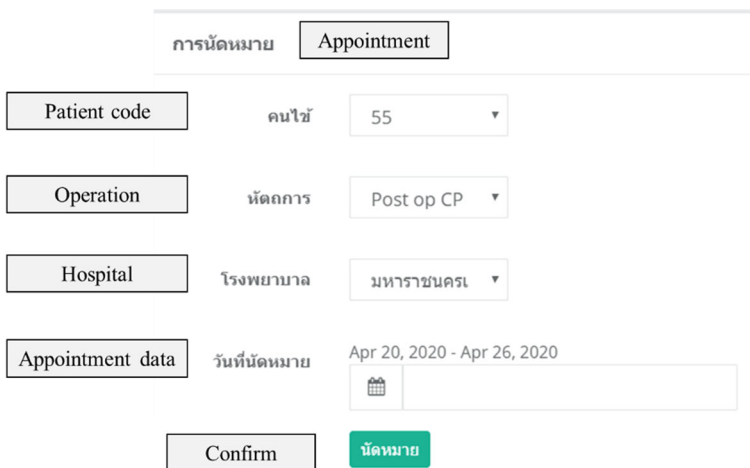 การนัดหมาย Appointment
Patient code คนไข้ 55
Operation หัตถการ Post op CP
Hospital โรงพยาบาล มหาราชนครเ
Appointment data วันที่นัดหมาย Apr 20, 2020 - Apr 26, 2020
Confirm นัดหมาย